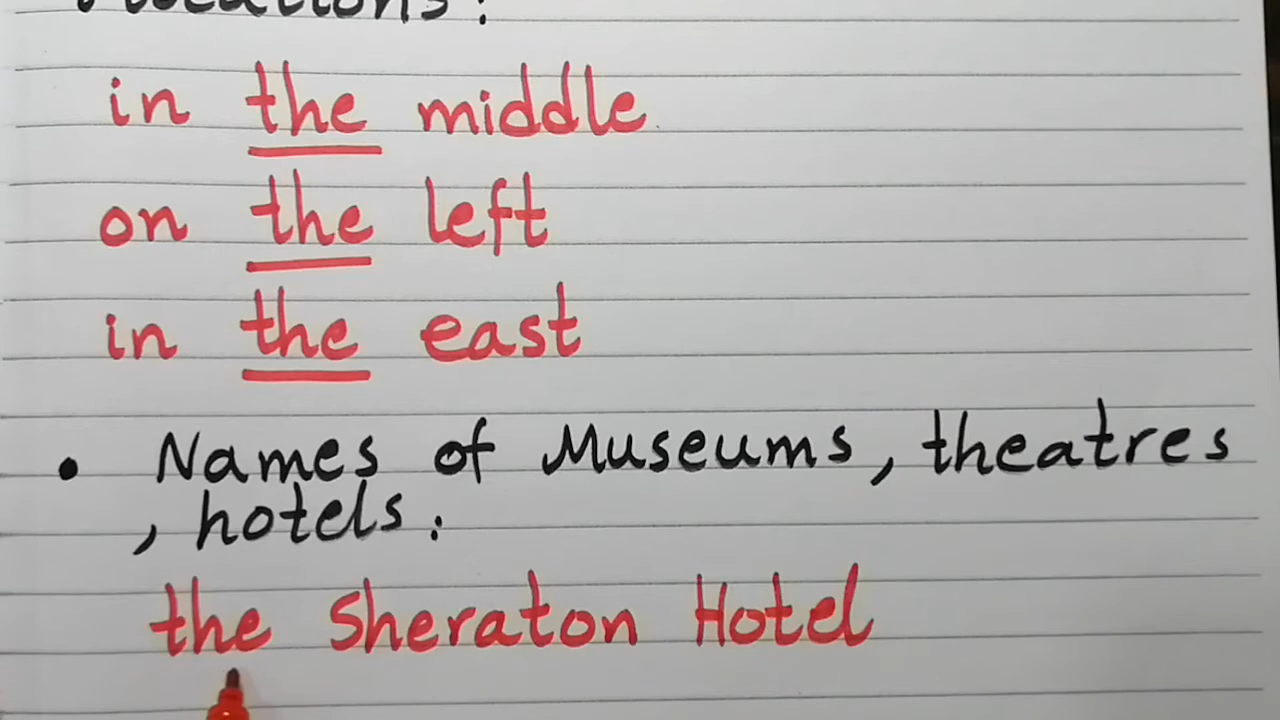 in the middle
on the left
in the east
• Names of Museums, theatres
, hotels:
the Sheraton Hotel